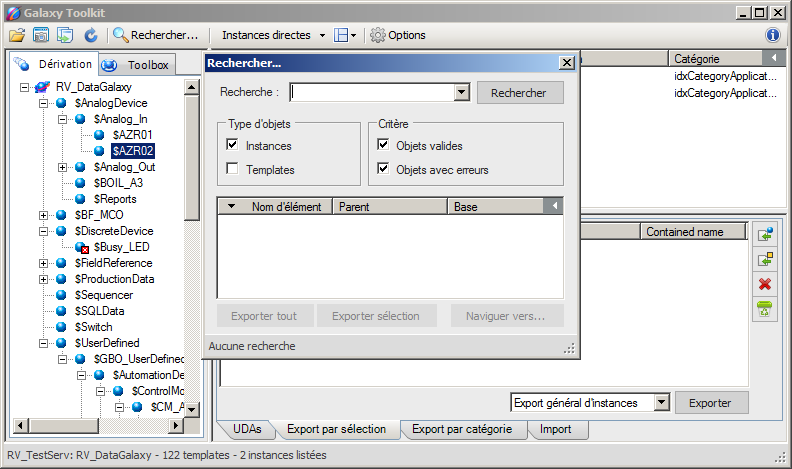 Galaxy Toolkit
Rechercher... Instances directes Options
Dérivation Toolbox
RV_DataGalaxy
$AnalogDevice
$Analog_In
$AZR01
$AZR02
$Analog_Out
$BOIL_A3
$Reports
$BF_MCO
$DiscreteDevice
$Busy_LED
$FieldReference
$ProductionData
$Sequencer
$SQLData
$Switch
$UserDefined
$GBO_UserDefined
$AutomationDe
$ControlMo
$CM_A
Catégorie
idxCategoryApplicat...
idxCategoryApplicat...
Rechercher...
Recherche : Rechercher
Type d'objets
Instances
Templates
Critère
Objets valides
Objets avec erreurs
Nom d'élément Parent Base
Exporter tout Exporter sélection Naviguer vers...
Aucune recherche
Contained name
Export général d'instances Exporter
UDAs Export par sélection Export par catégorie Import
RV_TestServ: RV_DataGalaxy - 122 templates - 2 instances listées